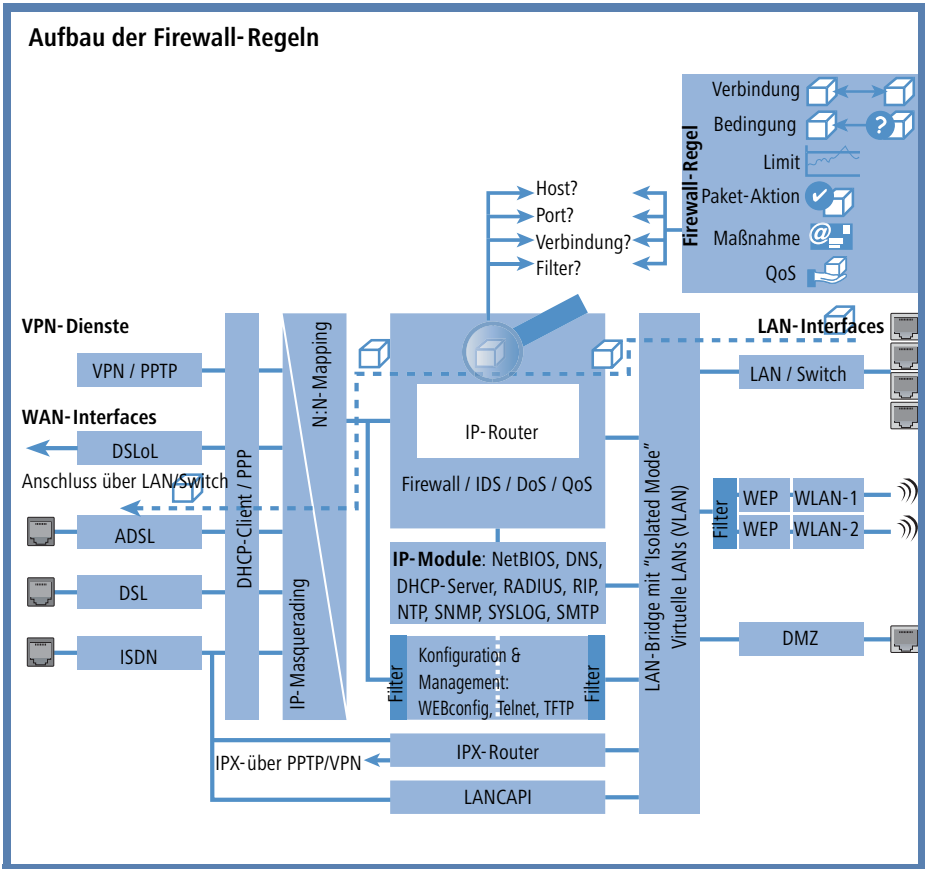 Aufbau der Firewall-Regeln
Firewall-Regel
Verbindung
Bedingung
?
Limit
Paket-Aktion
Maßnahme
@
QoS
Host?
Port?
Verbindung?
Filter?
VPN-Dienste
VPN / PPTP
WAN-Interfaces
DSLoL
Anschluss über LAN/Switch
ADSL
DSL
ISDN
DHCP-Client / PPP
N:N-Mapping
IP-Masquerading
IP-Router
Firewall / IDS / DoS / QoS
IP-Module: NetBIOS, DNS,
DHCP-Server, RADIUS, RIP,
NTP, SNMP, SYSLOG, SMTP
Filter
Konfiguration &
Management:
WEBconfig, Telnet, TFTP
Filter
IPX-über PPTP/VPN
IPX-Router
LANCAPI
LAN-Bridge mit "Isolated Mode"
Virtuelle LANs (VLAN)
LAN-Interfaces
LAN / Switch
Filter
WEP
WLAN-1
WEP
WLAN-2
DMZ